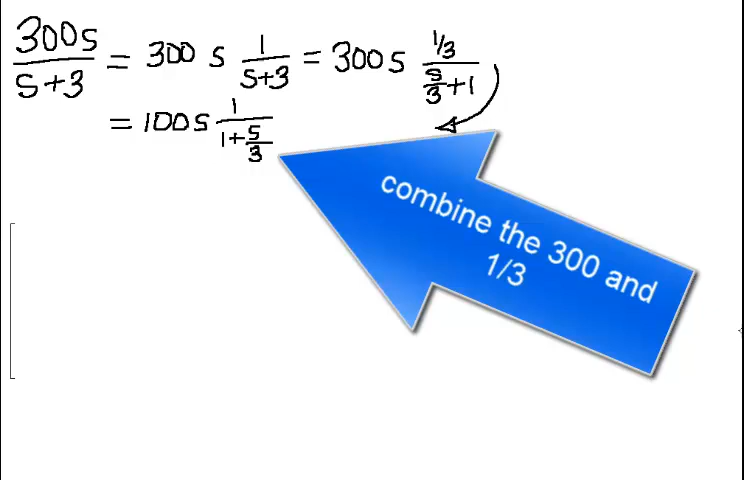 300s/(s+3) = 300 s 1/(s+3) = 300 s (1/3)/(s/3+1)
= 100 s 1/(1+s/3)
combine the 300 and
1/3